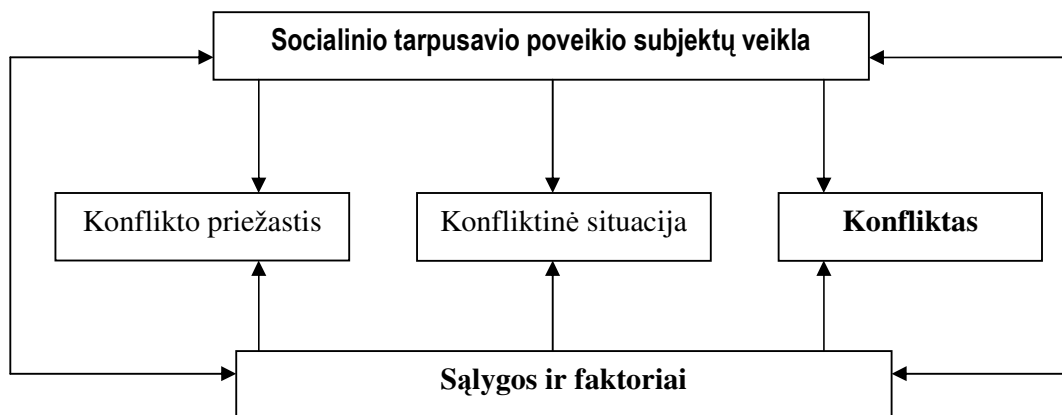 Socialinio tarpusavio poveikio subjektų veikla
Konflikto priežastis
Konfliktinė situacija
Konfliktas
Sąlygos ir faktoriai